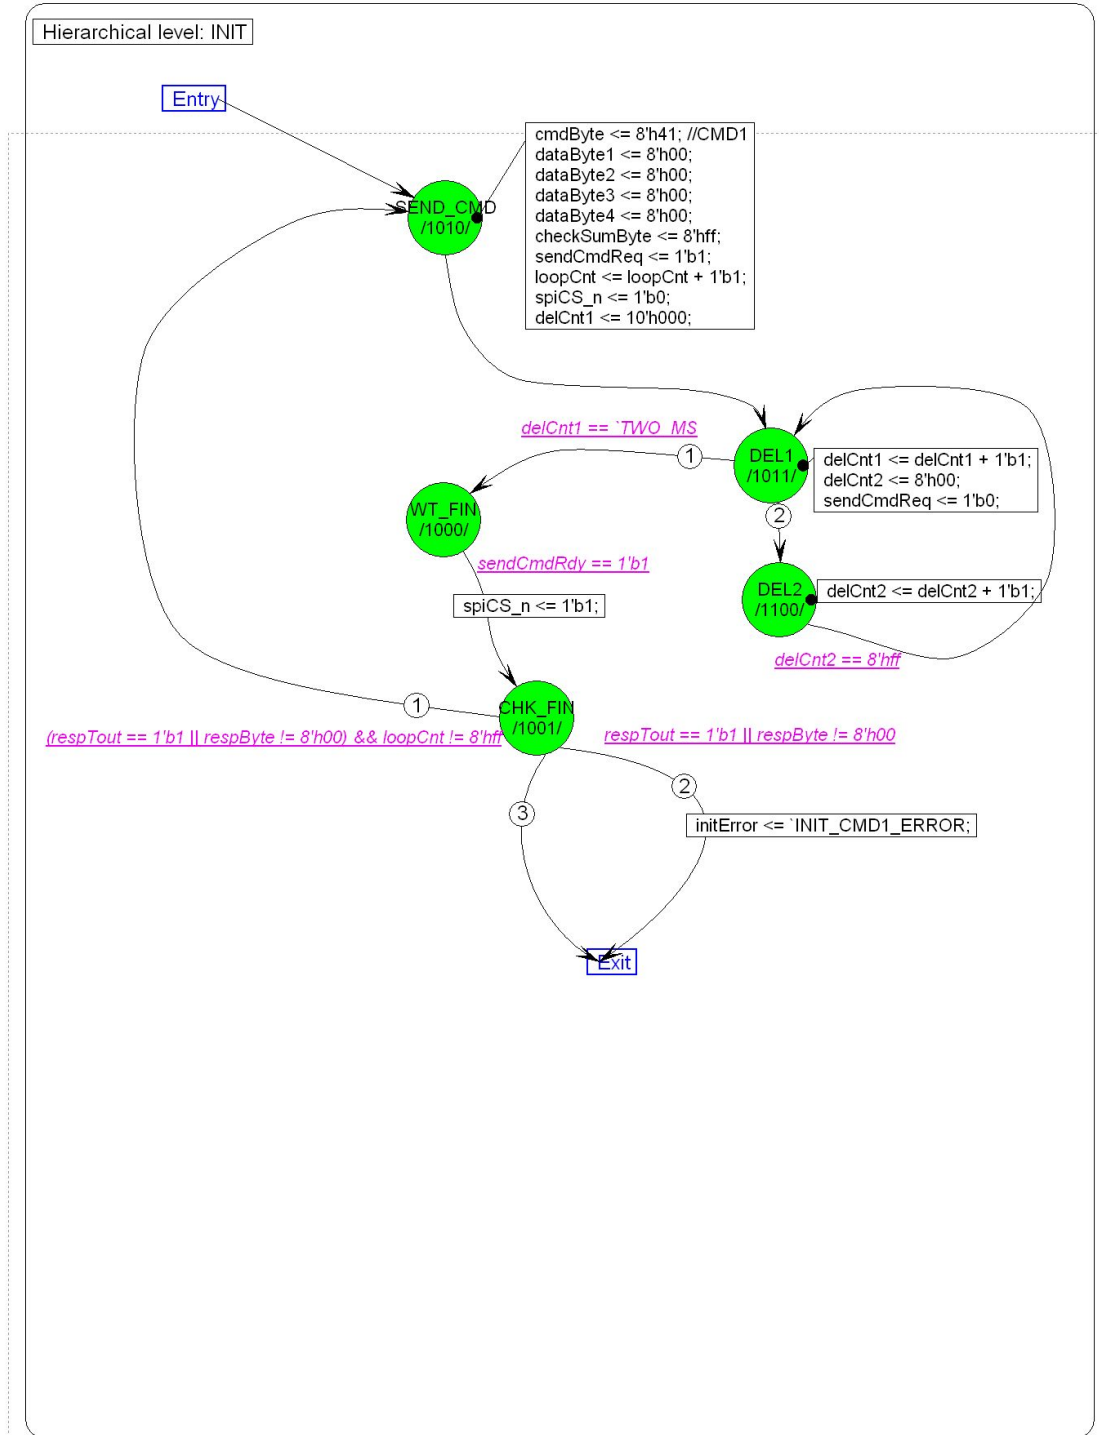 Hierarchical level: INIT
Entry
cmdByte <= 8'h41; //CMD1
dataByte1 <= 8'h00;
dataByte2 <= 8'h00;
dataByte3 <= 8'h00;
dataByte4 <= 8'h00;
checkSumByte <= 8'hff;
sendCmdReq <= 1'b1;
loopCnt <= loopCnt + 1'b1;
spiCS_n <= 1'b0;
delCnt1 <= 10'h000;
SEND_CMD
/1010/
delCnt1 == `TWO_MS
1
DEL1
/1011/
delCnt1 <= delCnt1 + 1'b1;
delCnt2 <= 8'h00;
sendCmdReq <= 1'b0;
WT_FIN
/1000/
2
sendCmdRdy == 1'b1
DEL2
/1100/
delCnt2 <= delCnt2 + 1'b1;
spiCS_n <= 1'b1;
delCnt2 == 8'hff
CHK_FIN
/1001/
1
(respTout == 1'b1 || respByte != 8'h00) && loopCnt != 8'hff
respTout == 1'b1 || respByte != 8'h00
2
3
initError <= `INIT_CMD1_ERROR;
Exit